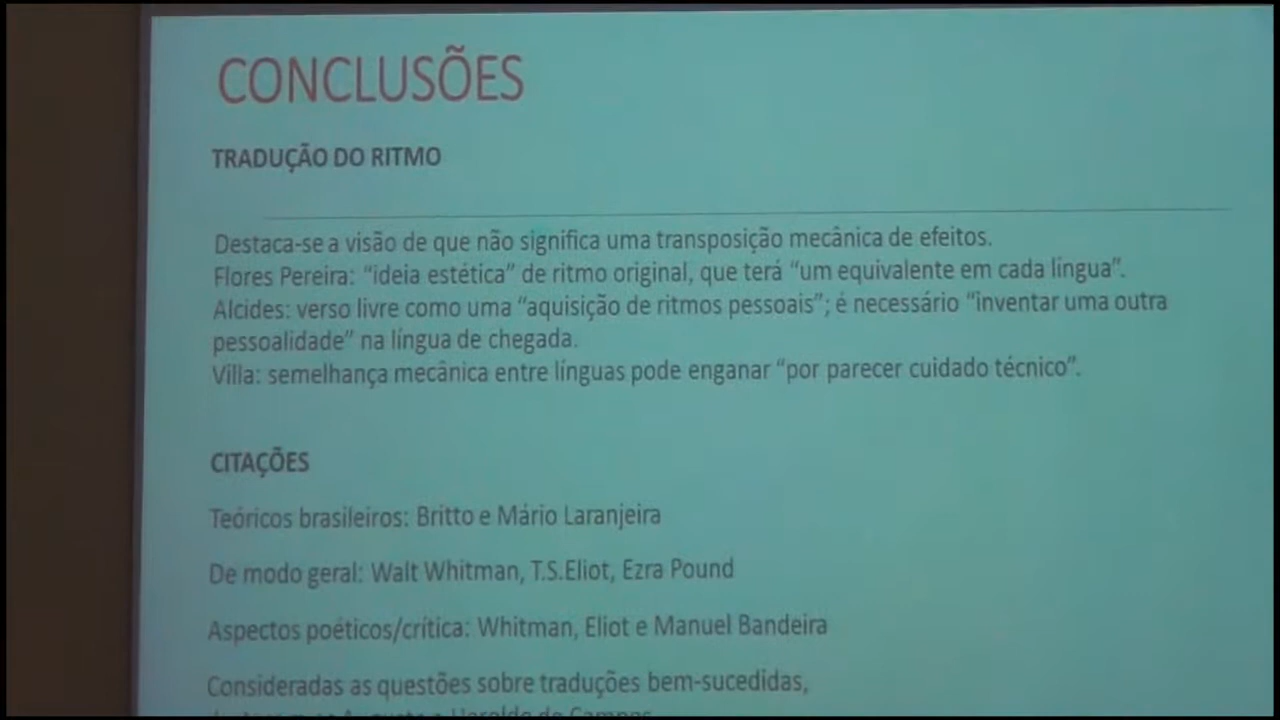 CONCLUSÕES
TRADUÇÃO DO RITMO
Destaca-se a visão de que não significa uma transposição mecânica de efeitos.
Flores Pereira: “ideia estética” de ritmo original, que terá “um equivalente em cada língua”.
Alcides: verso livre como uma “aquisição de ritmos pessoais”; é necessário “inventar uma outra
pessoalidade” na língua de chegada.
Villa: semelhança mecânica entre línguas pode enganar “por parecer cuidado técnico”.
CITAÇÕES
Teóricos brasileiros: Britto e Mário Laranjeira
De modo geral: Walt Whitman, T.S.Eliot, Ezra Pound
Aspectos poéticos/crítica: Whitman, Eliot e Manuel Bandeira
Consideradas as questões sobre traduções bem-sucedidas,
Haroldo de Campos